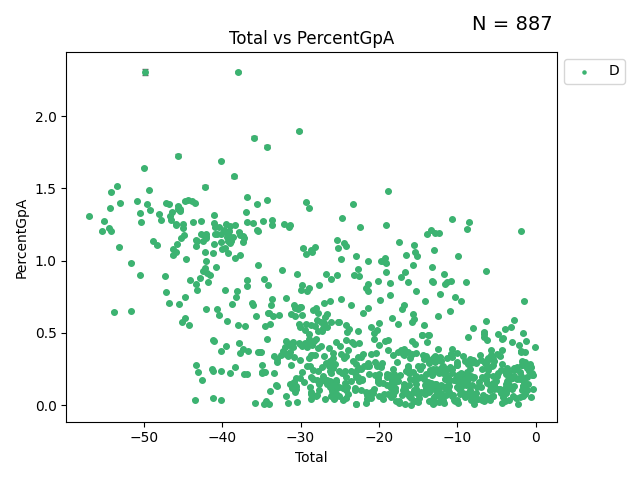 N = 887
Total vs PercentGpA
D
PercentGpA
2.0
1.5
1.0
0.5
0.0
−50 −40 −30 −20 −10 0
Total